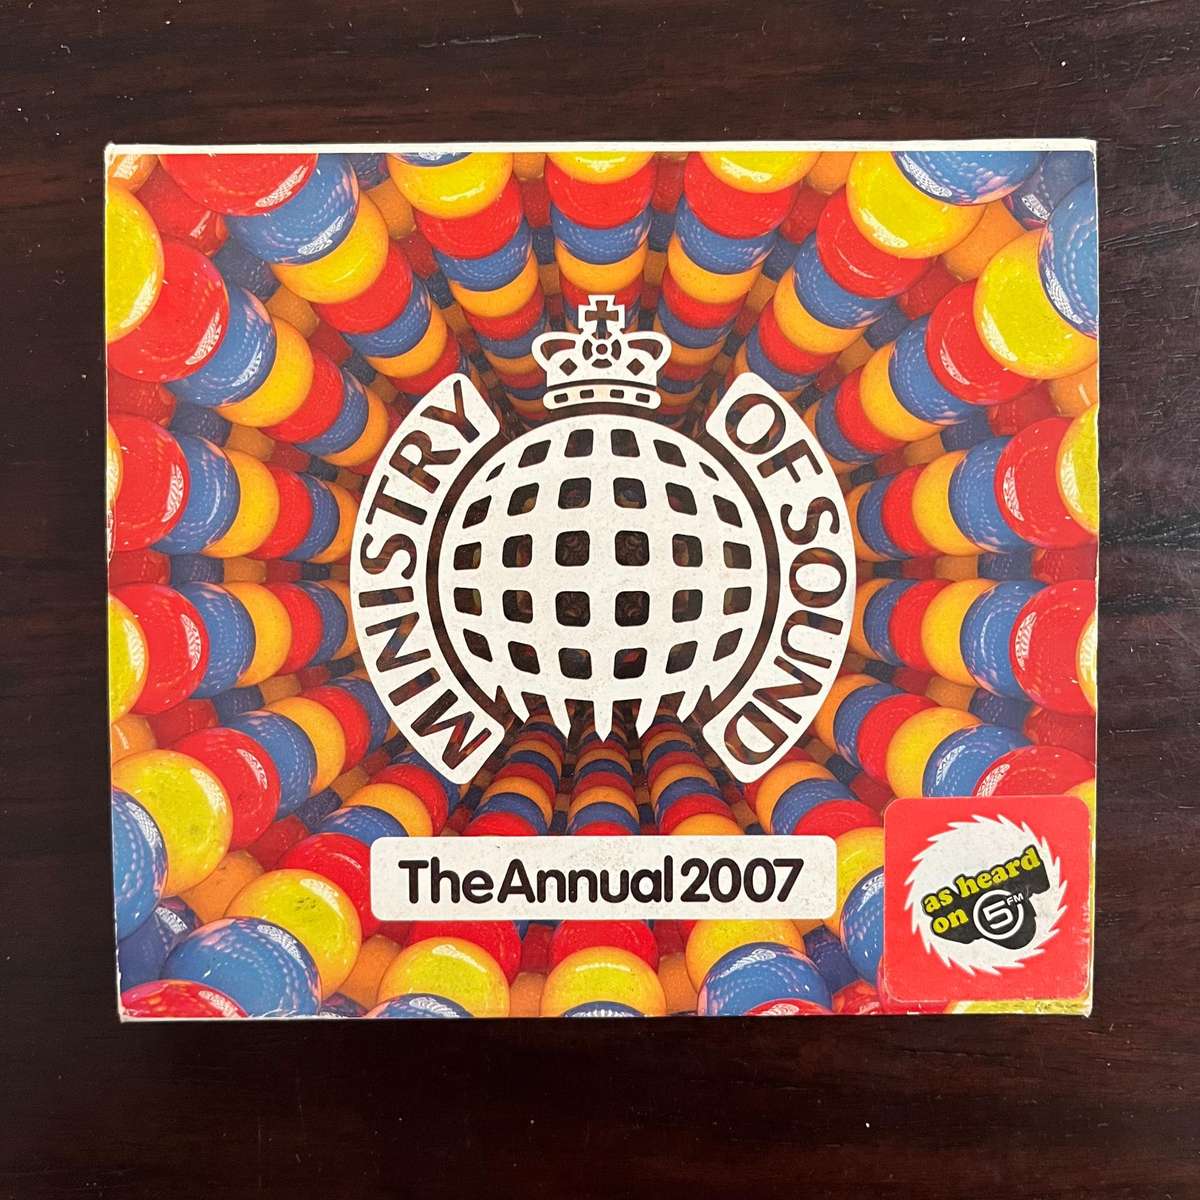 MINISTRY
OF SOUND
The Annual 2007
as heard
on 5FM